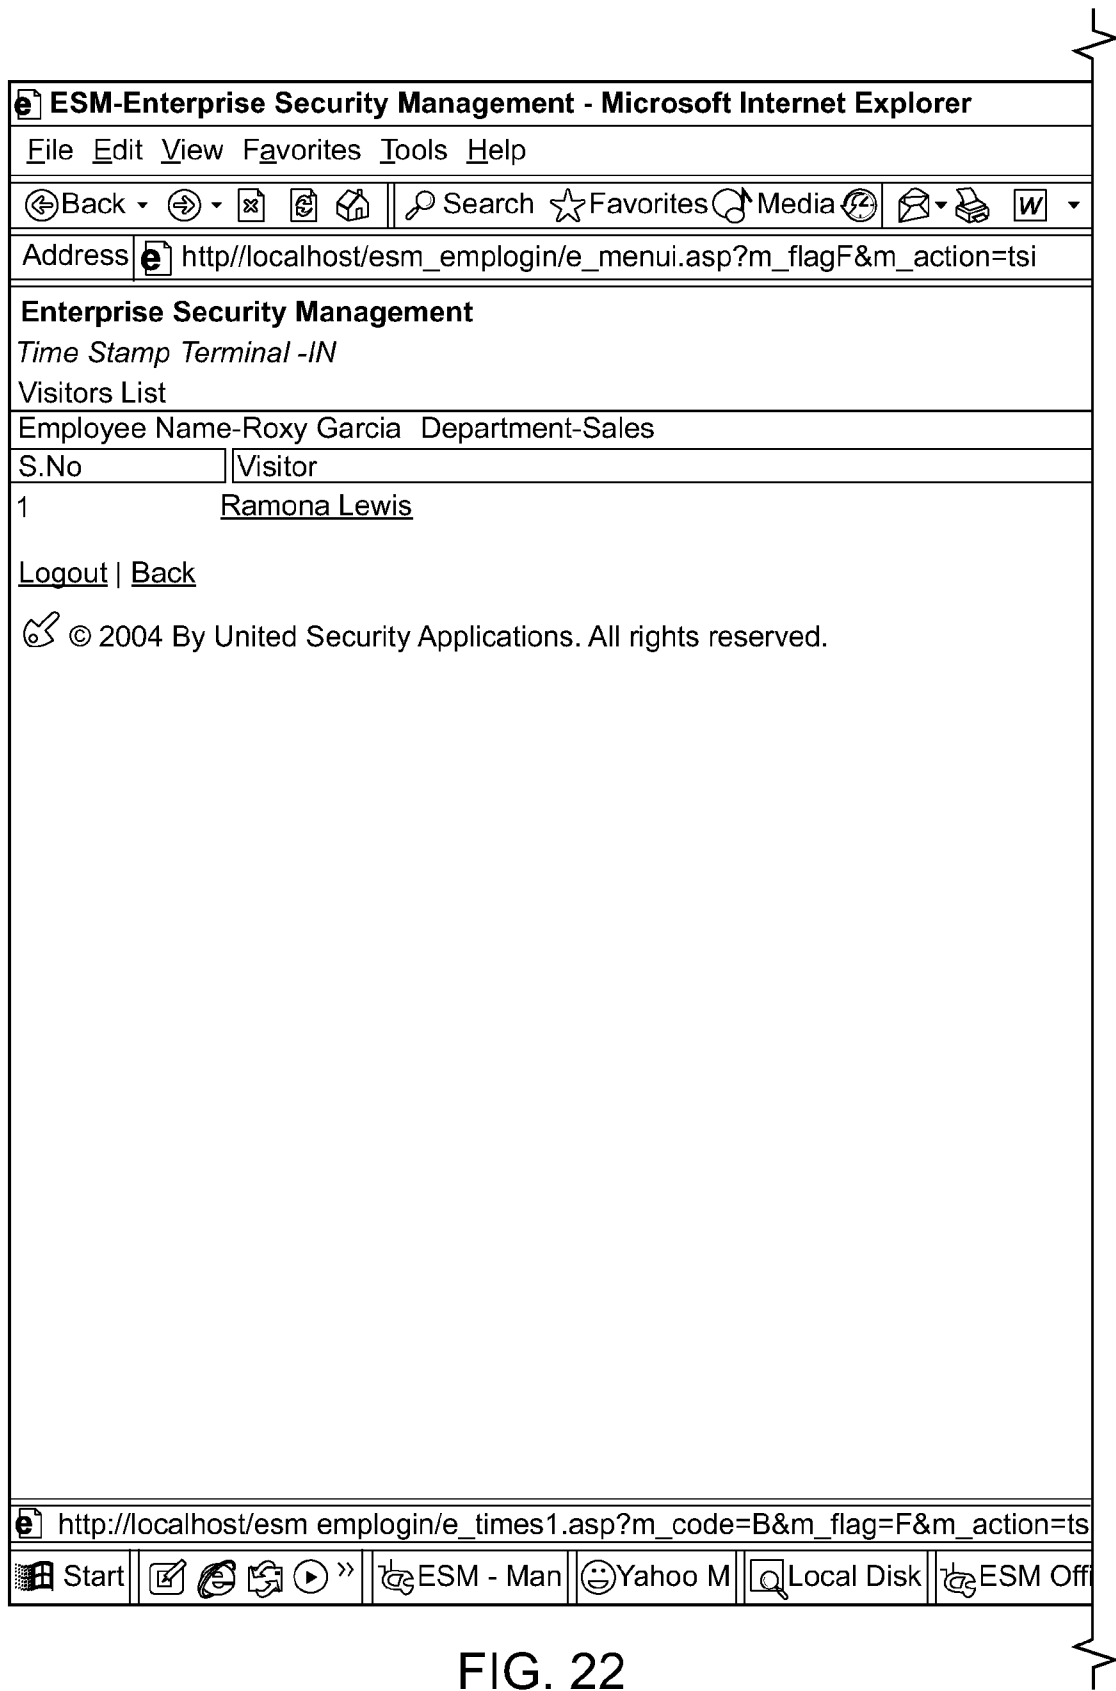 ESM-Enterprise Security Management - Microsoft Internet Explorer
File Edit View Favorites Tools Help
Back Search Favorites Media W
Address e http//localhost/esm_emplogin/e_menui.asp?m_flagF&m_action=tsi
Enterprise Security Management
Time Stamp Terminal -IN
Visitors List
Employee Name-Roxy Garcia Department-Sales
S.No Visitor
1 Ramona Lewis
Logout | Back
© 2004 By United Security Applications. All rights reserved.
e http://localhost/esm emplogin/e_times1.asp?m_code=B&m_flag=F&m_action=ts
Start » ESM - Man Yahoo M Local Disk ESM Offi
FIG. 22